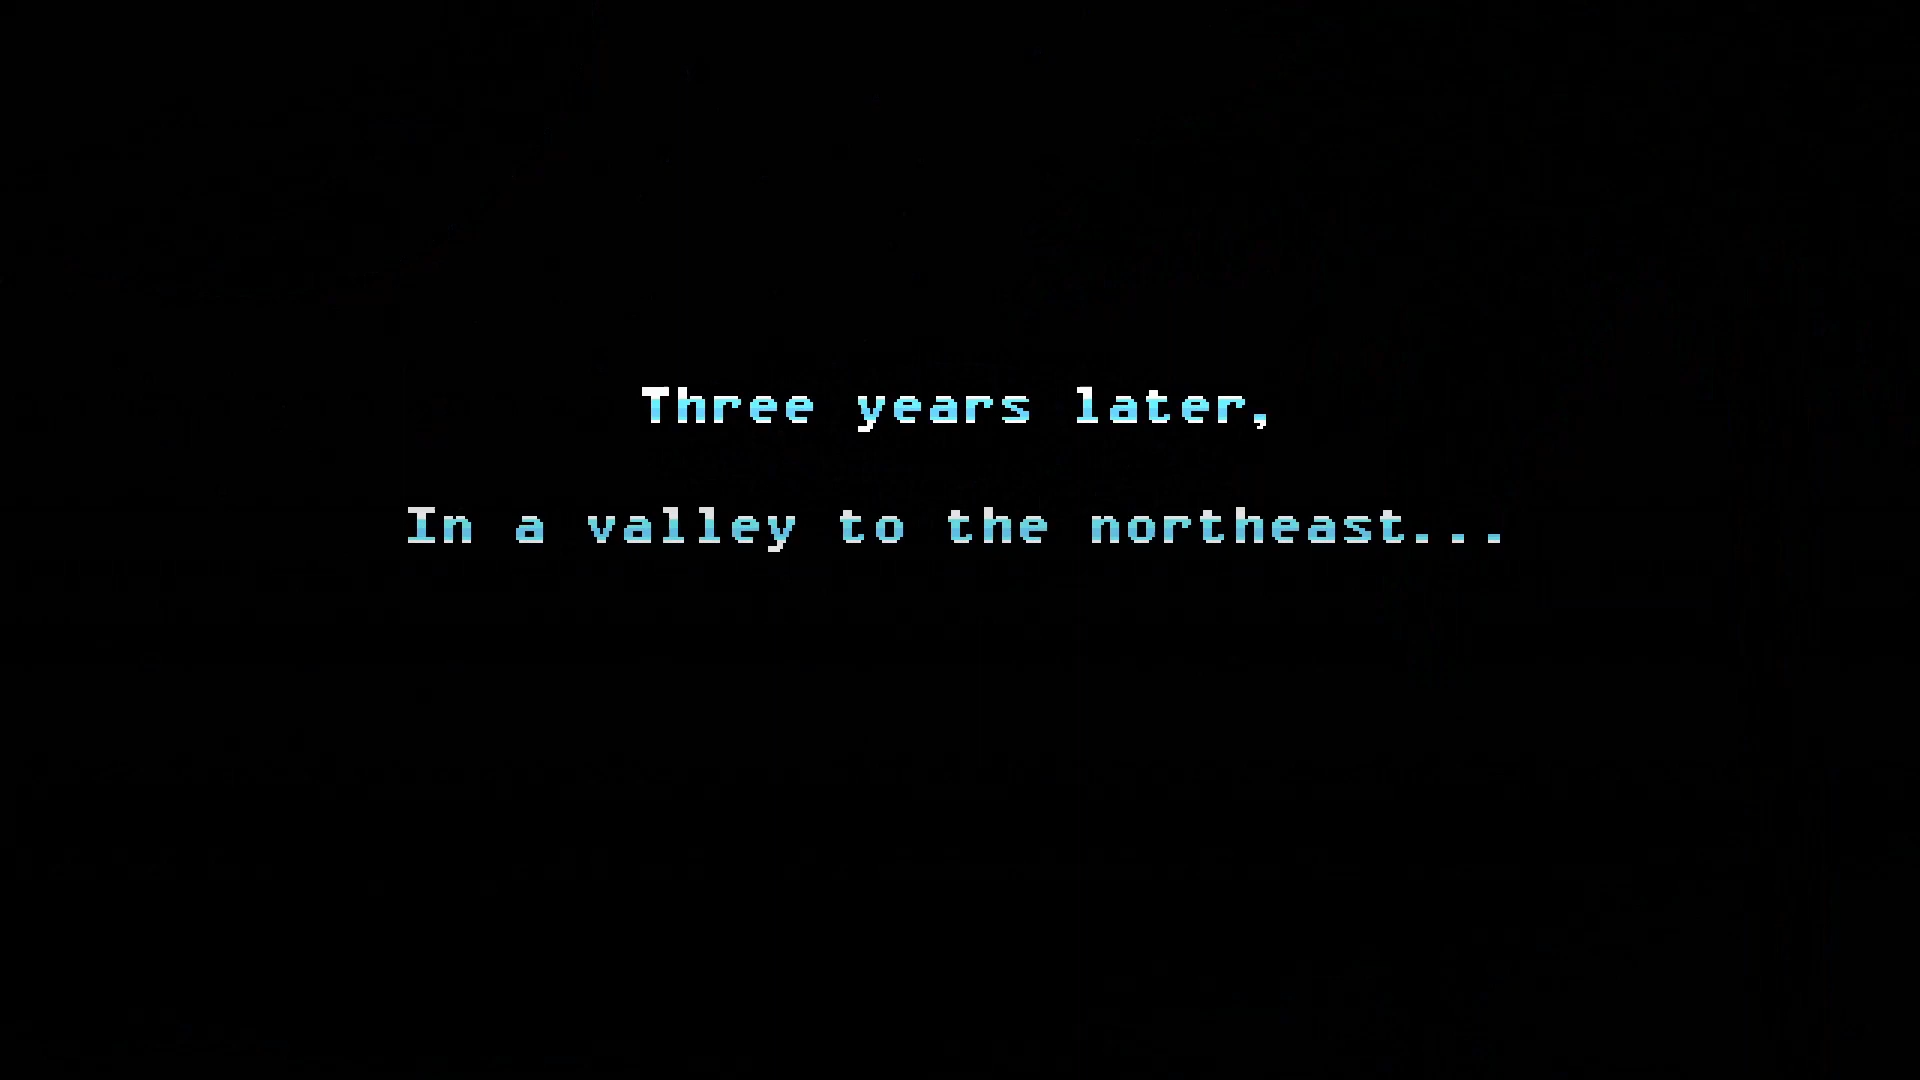 Three years later,
In a valley to the northeast...